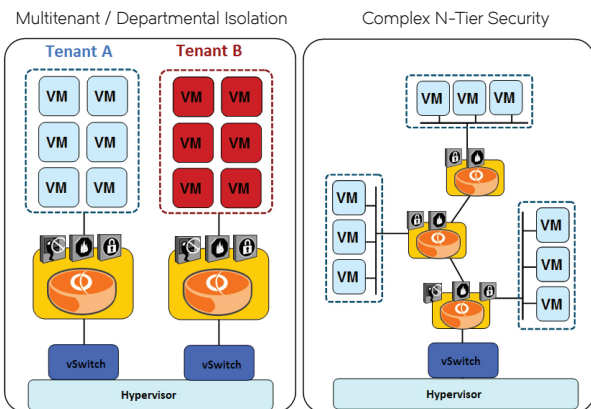 Multitenant / Departmental Isolation
Tenant A
Tenant B
VM VM
VM VM
VM VM
VM VM
VM VM
VM VM
vSwitch
vSwitch
Hypervisor
Complex N-Tier Security
VM VM VM
VM
VM
VM
VM
VM
VM
vSwitch
Hypervisor